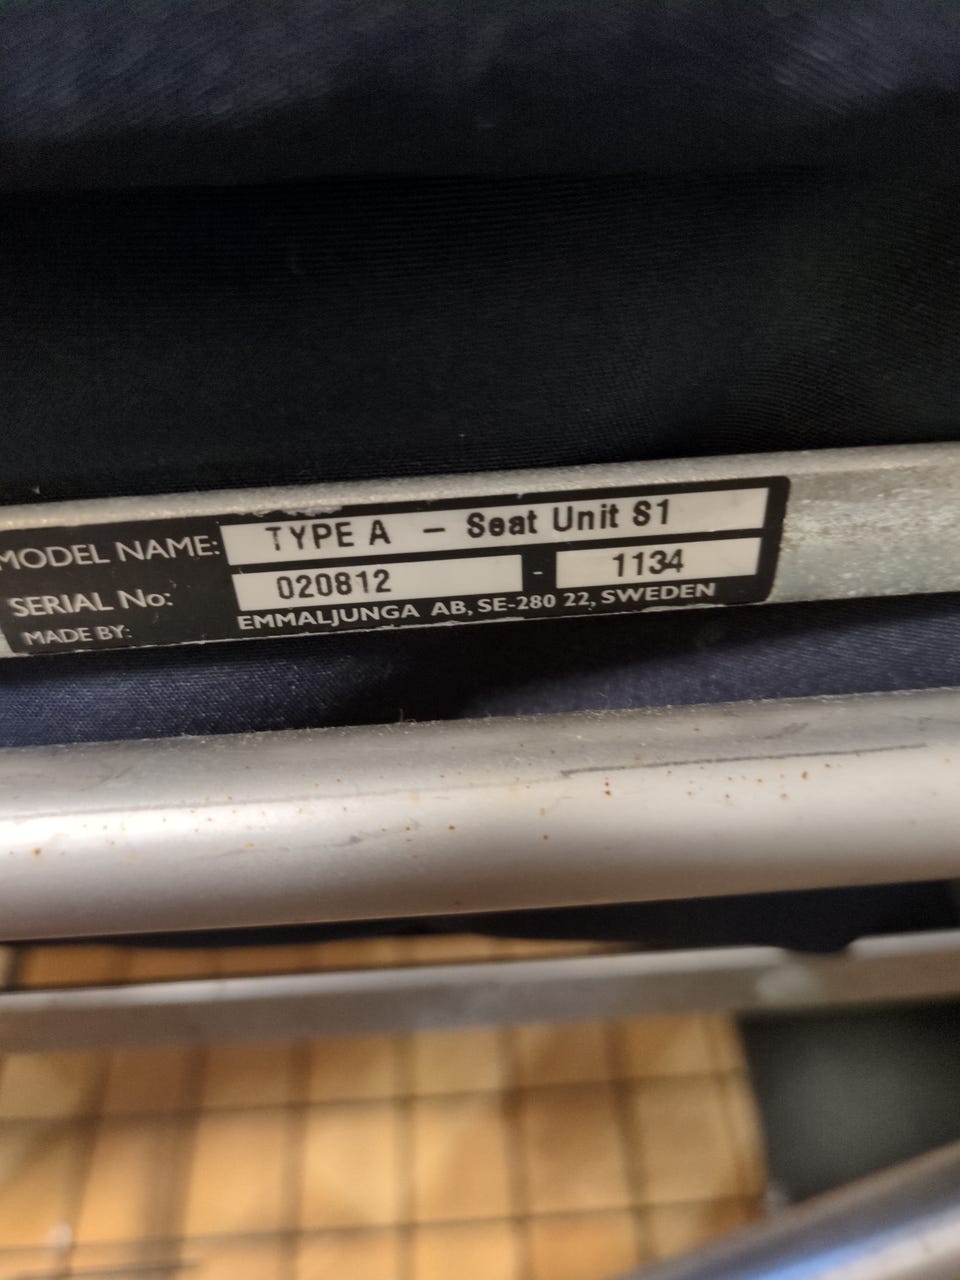 MODEL NAME: TYPE A - Seat Unit S1
SERIAL No: 020812 - 1134
MADE BY: EMMALJUNGA AB, SE-280 22, SWEDEN